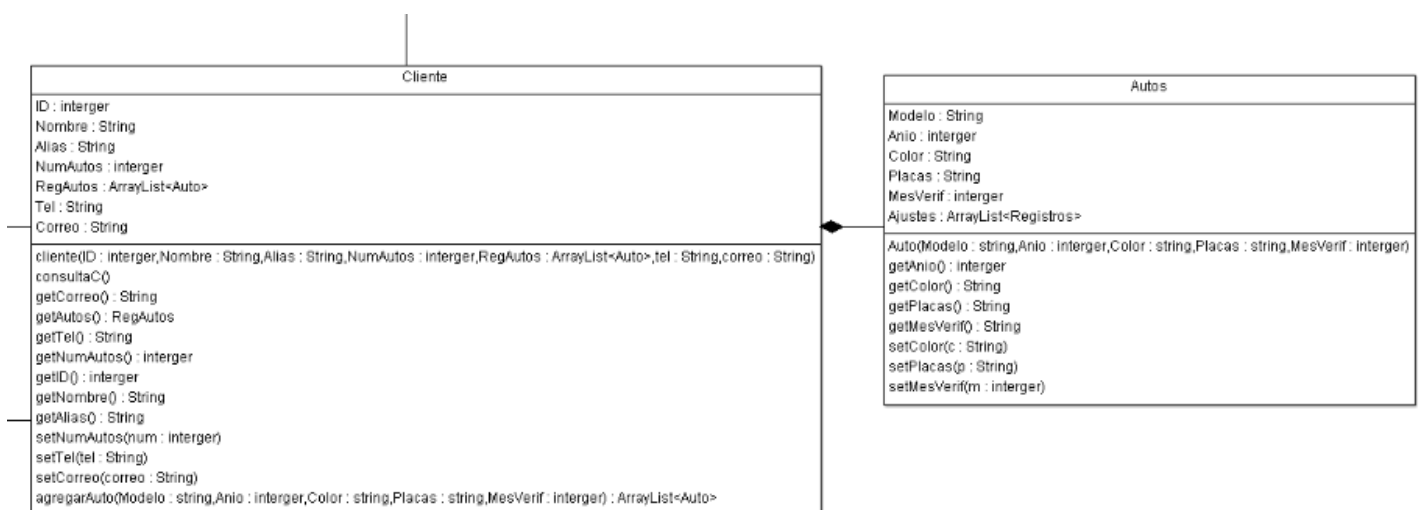 Cliente
ID : interger
Nombre : String
Alias : String
NumAutos : interger
RegAutos : ArrayList<Auto>
Tel : String
Correo : String
cliente(ID : interger,Nombre : String,Alias : String,NumAutos : interger,RegAutos : ArrayList<Auto>,tel : String,correo : String)
consultaC()
getCorreo() : String
getAutos() : RegAutos
getTel() : String
getNumAutos() : interger
getID() : interger
getNombre() : String
getAlias() : String
setNumAutos(num : interger)
setTel(tel : String)
setCorreo(correo : String)
agregarAuto(Modelo : string,Anio : interger,Color : string,Placas : string,MesVerif : interger) : ArrayList<Auto>
Autos
Modelo : String
Anio : interger
Color : String
Placas : String
MesVerif : interger
Ajustes : ArrayList<Registros>
Auto(Modelo : string,Anio : interger,Color : string,Placas : string,MesVerif : interger)
getAnio() : interger
getColor() : String
getPlacas() : String
getMesVerif() : String
setColor(c : String)
setPlacas(p : String)
setMesVerif(m : interger)